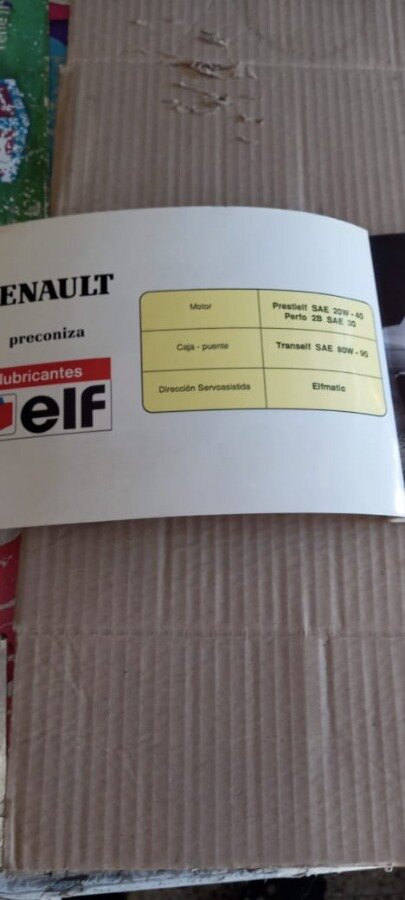 ENAULT
preconiza
lubricantes
elf
Motor
Prestielf SAE 20W - 40
Perfo 2B SAE 30
Caja - puente
Tranself SAE 80W - 90
Dirección Servoasistida
Elfmatic